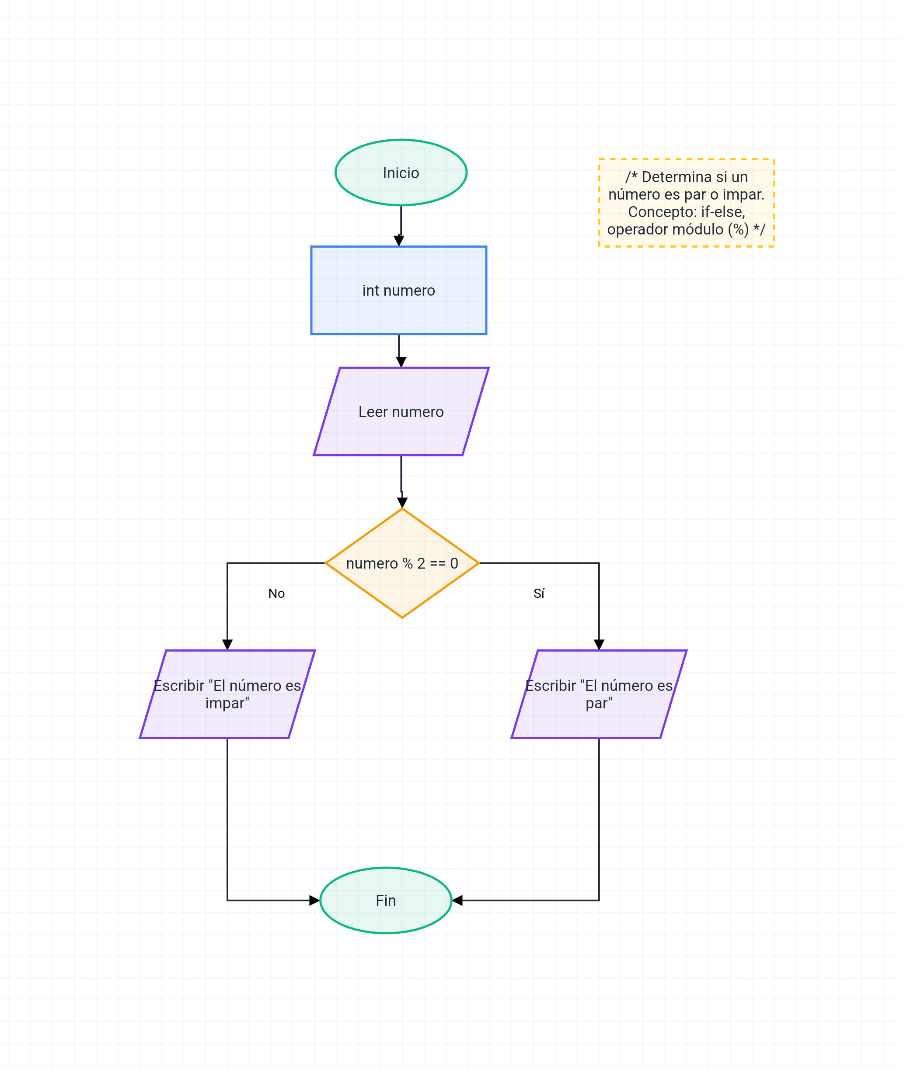 Inicio
/* Determina si un
número es par o impar.
Concepto: if-else,
operador módulo (%) */
int numero
Leer numero
numero % 2 == 0
No
Sí
Escribir "El número es
impar"
Escribir "El número es
par"
Fin